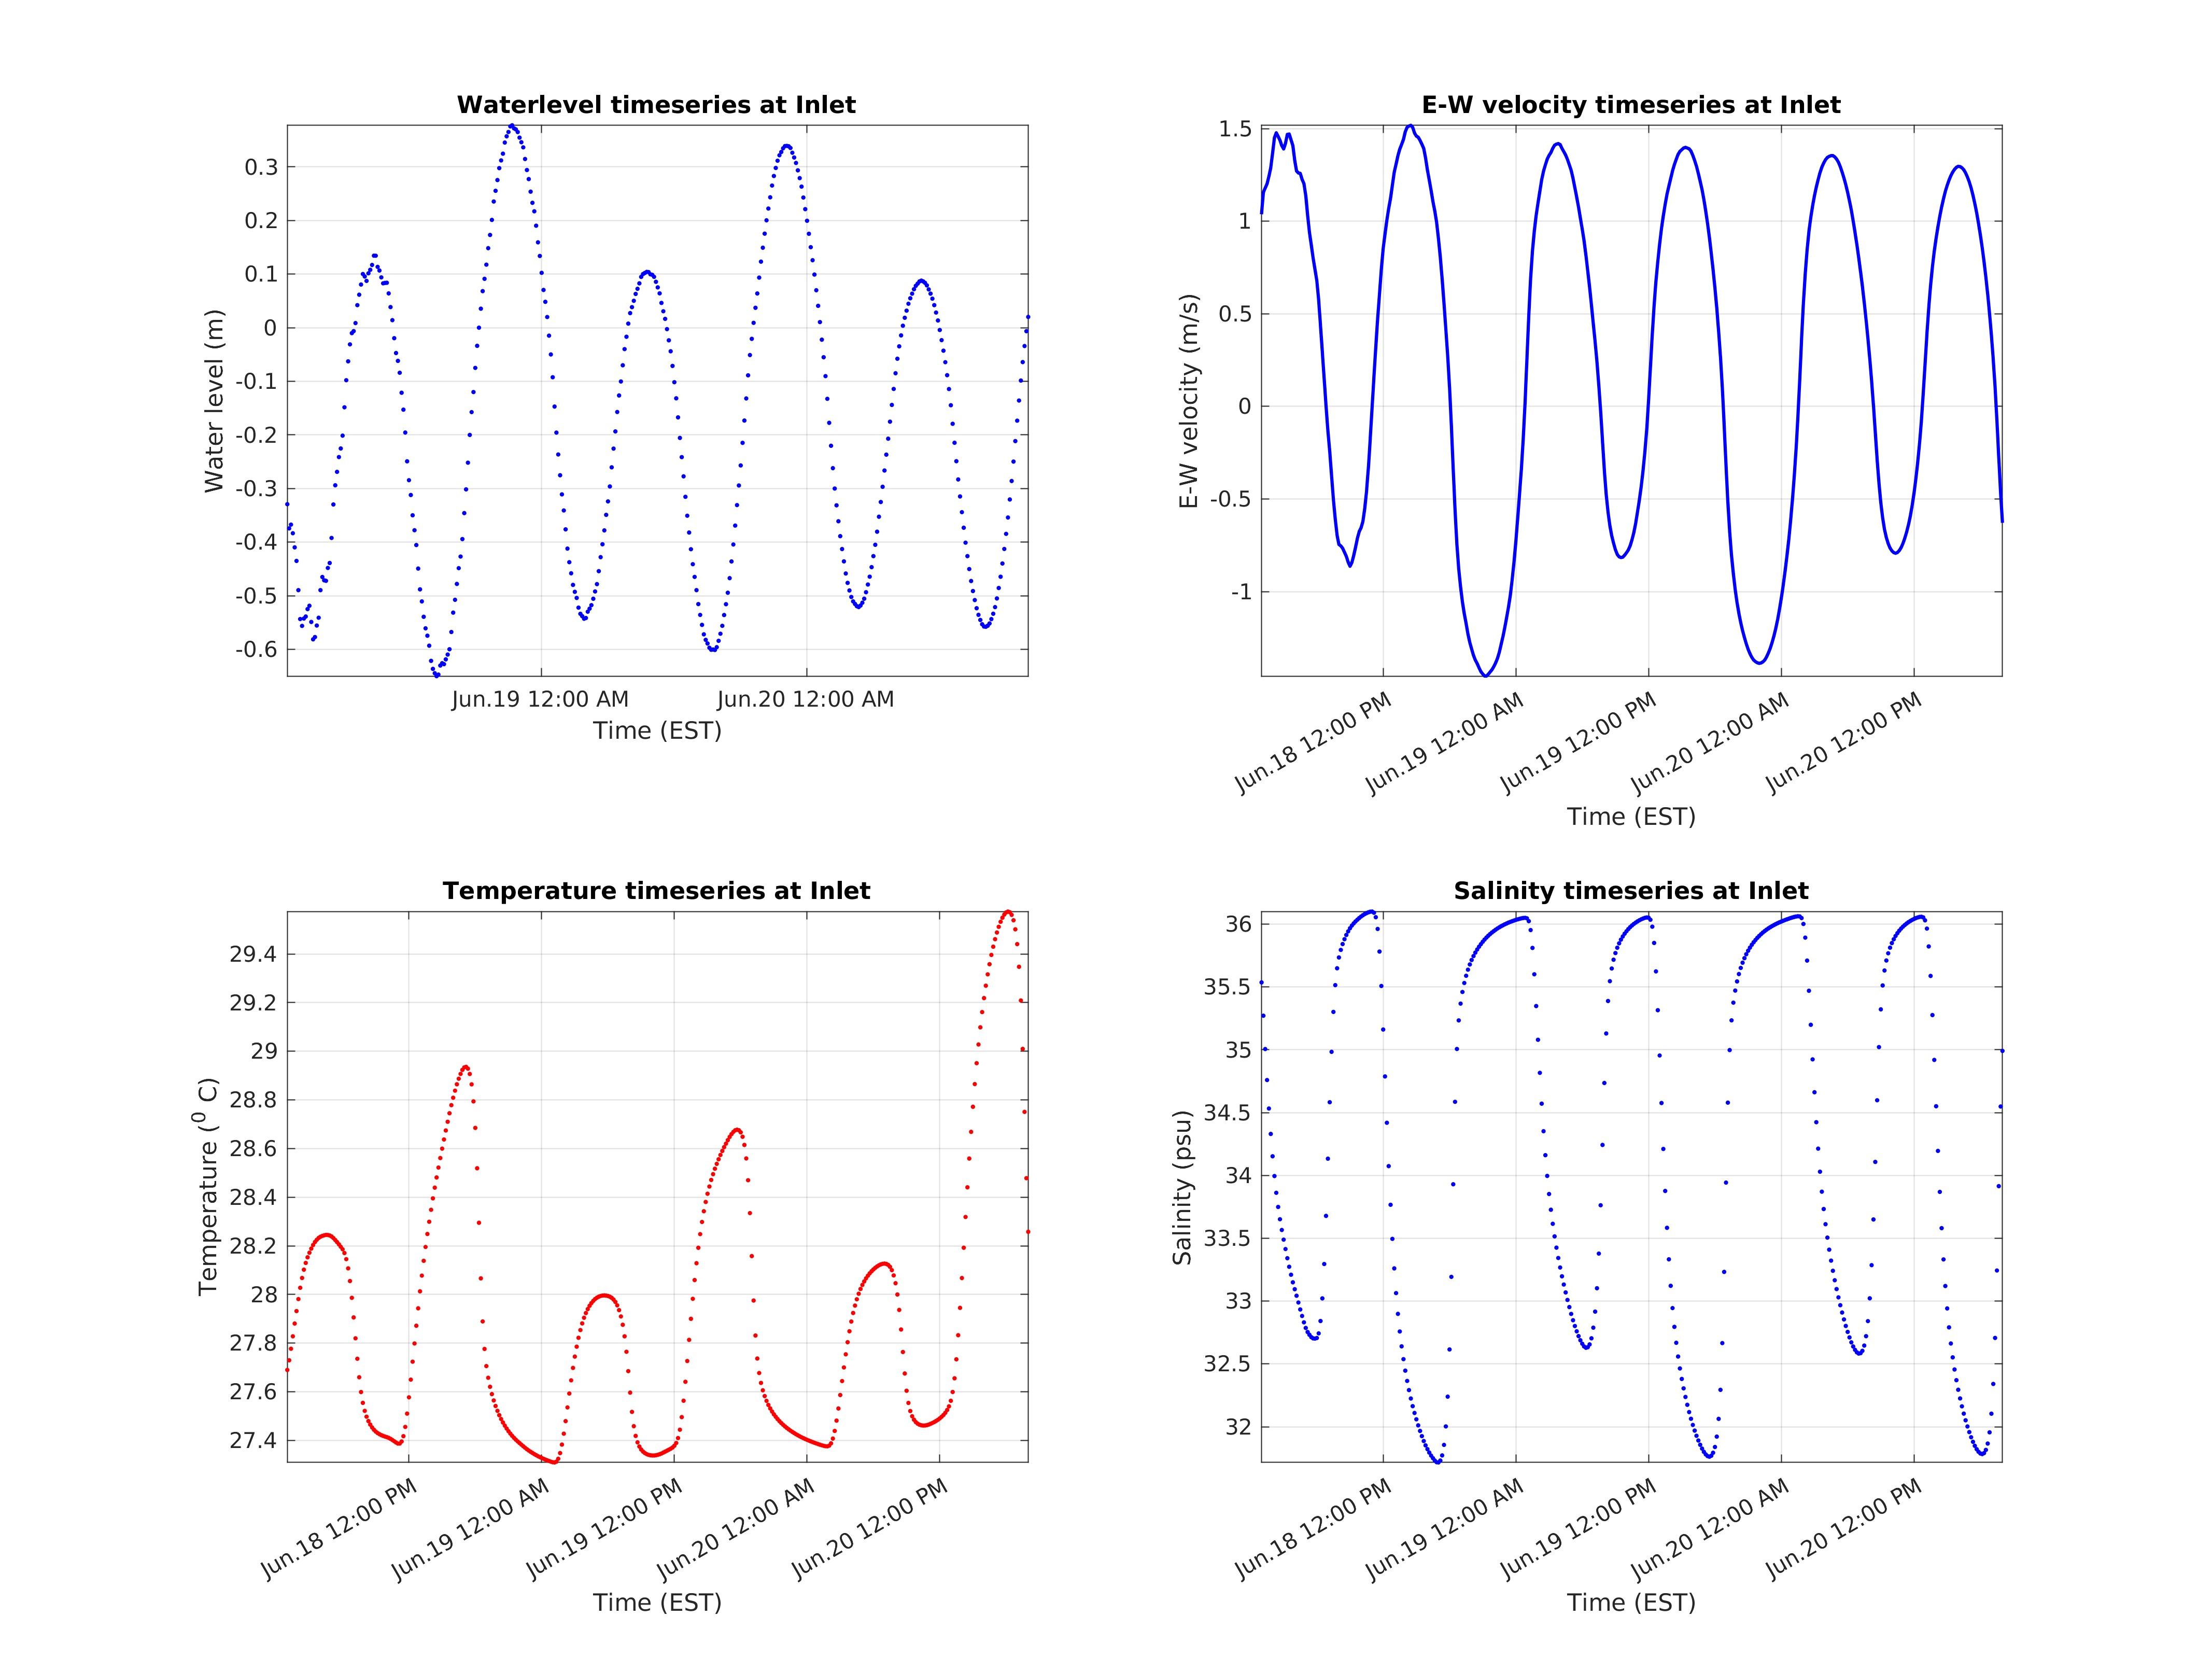 Waterlevel timeseries at Inlet
0.3
0.2
0.1
0
-0.1
-0.2
-0.3
-0.4
-0.5
-0.6
Water level (m)
Jun.19 12:00 AM
Jun.20 12:00 AM
Time (EST)
E-W velocity timeseries at Inlet
1.5
1
0.5
0
-0.5
-1
E-W velocity (m/s)
Jun.18 12:00 PM
Jun.19 12:00 AM
Jun.19 12:00 PM
Jun.20 12:00 AM
Jun.20 12:00 PM
Time (EST)
Temperature timeseries at Inlet
29.4
29.2
29
28.8
28.6
28.4
28.2
28
27.8
27.6
27.4
Temperature (⁰ C)
Jun.18 12:00 PM
Jun.19 12:00 AM
Jun.19 12:00 PM
Jun.20 12:00 AM
Jun.20 12:00 PM
Time (EST)
Salinity timeseries at Inlet
36
35.5
35
34.5
34
33.5
33
32.5
32
Salinity (psu)
Jun.18 12:00 PM
Jun.19 12:00 AM
Jun.19 12:00 PM
Jun.20 12:00 AM
Jun.20 12:00 PM
Time (EST)